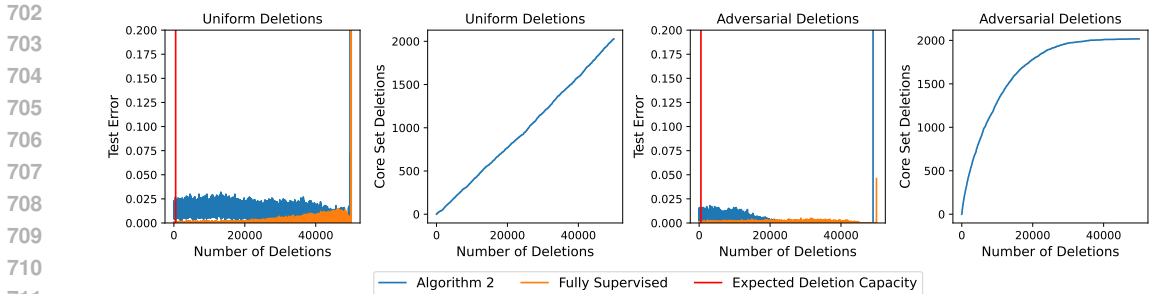 702
703
704
705
706
707
708
709
710
Uniform Deletions
Test Error
0.200
0.175
0.150
0.125
0.100
0.075
0.050
0.025
0.000
0 20000 40000
Number of Deletions
Uniform Deletions
Core Set Deletions
2000
1500
1000
500
0
0 20000 40000
Number of Deletions
Adversarial Deletions
Test Error
0.200
0.175
0.150
0.125
0.100
0.075
0.050
0.025
0.000
0 20000 40000
Number of Deletions
Adversarial Deletions
Core Set Deletions
2000
1500
1000
500
0
0 20000 40000
Number of Deletions
Algorithm 2 Fully Supervised Expected Deletion Capacity